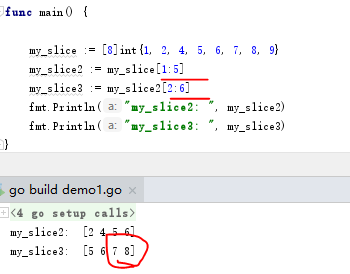 func main() {
my_slice := [8]int{1, 2, 4, 5, 6, 7, 8, 9}
my_slice2 := my_slice[1:5]
my_slice3 := my_slice2[2:6]
fmt.Println( a: "my_slice2: ", my_slice2)
fmt.Println( a: "my_slice3: ", my_slice3)
}
go build demo1.go ×
<4 go setup calls>
my_slice2:  [2 4 5 6]
my_slice3:  [5 6 7 8]